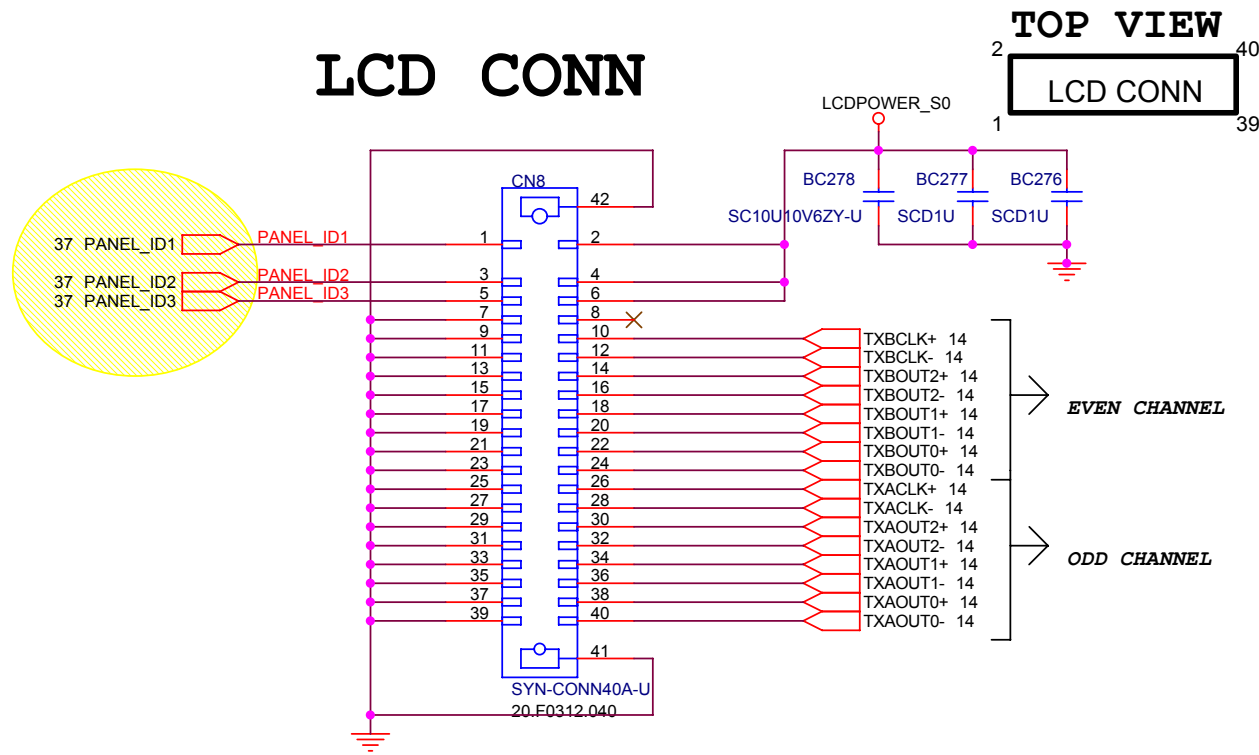 TOP VIEW
2
40
LCD CONN
LCD CONN
1
39
LCDPOWER_S0
CN8
42
BC278
BC277
BC276
SC10U10V6ZY-U
SCD1U
SCD1U
37 PANEL_ID1
PANEL_ID1
1
2
37 PANEL_ID2
PANEL_ID2
3
4
37 PANEL_ID3
PANEL_ID3
5
6
7
8
9
10
TXBCLK+ 14
11
12
TXBCLK- 14
13
14
TXBOUT2+ 14
15
16
TXBOUT2- 14
17
18
TXBOUT1+ 14
19
20
TXBOUT1- 14
21
22
TXBOUT0+ 14
23
24
TXBOUT0- 14
EVEN CHANNEL
25
26
TXACLK+ 14
27
28
TXACLK- 14
29
30
TXAOUT2+ 14
31
32
TXAOUT2- 14
33
34
TXAOUT1+ 14
35
36
TXAOUT1- 14
37
38
TXAOUT0+ 14
39
40
TXAOUT0- 14
ODD CHANNEL
41
SYN-CONN40A-U
20.F0312.040